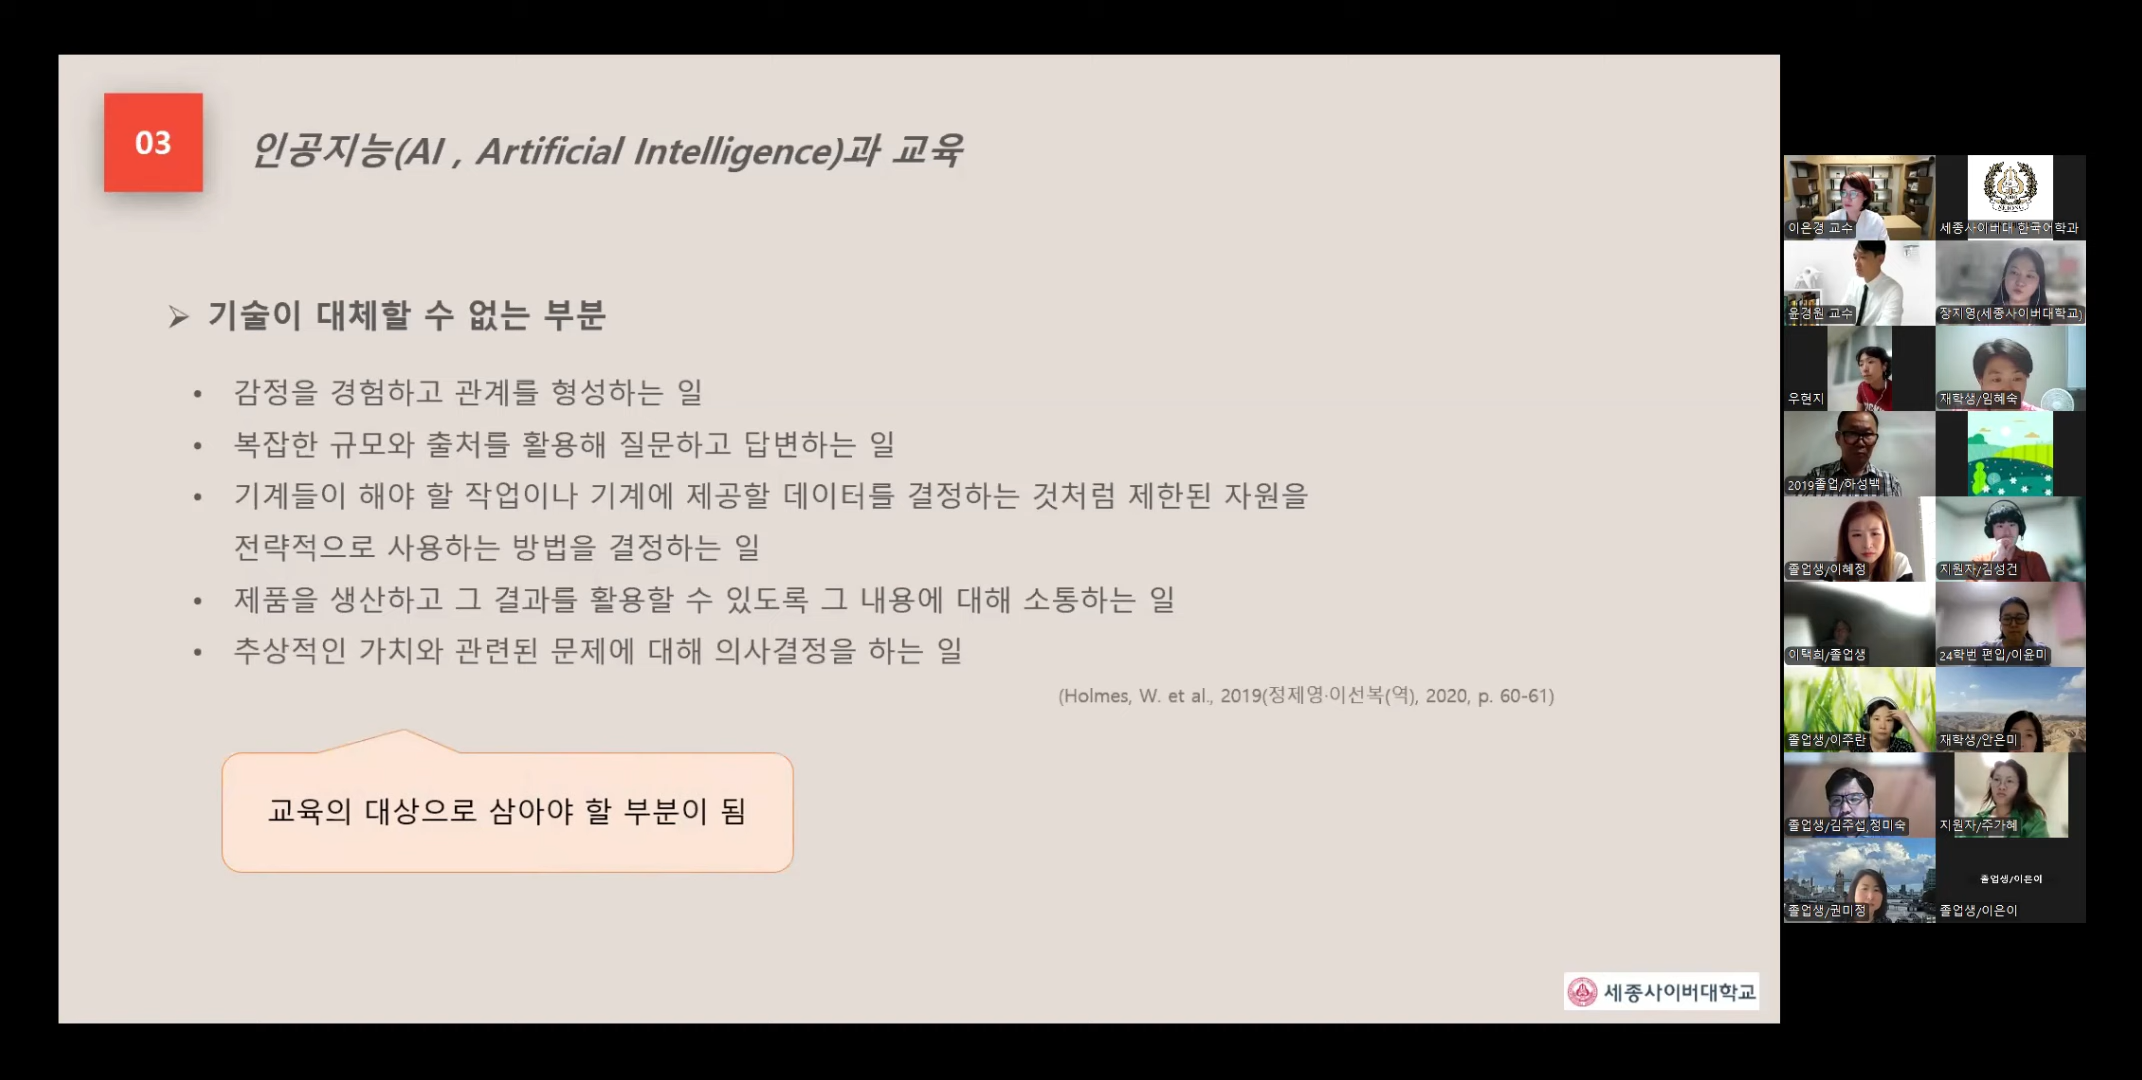 03
인공지능(AI , Artificial Intelligence)과 교육
➢ 기술이 대체할 수 없는 부분
• 감정을 경험하고 관계를 형성하는 일
• 복잡한 규모와 출처를 활용해 질문하고 답변하는 일
• 기계들이 해야 할 작업이나 기계에 제공할 데이터를 결정하는 것처럼 제한된 자원을
전략적으로 사용하는 방법을 결정하는 일
• 제품을 생산하고 그 결과를 활용할 수 있도록 그 내용에 대해 소통하는 일
• 추상적인 가치와 관련된 문제에 대해 의사결정을 하는 일
(Holmes, W. et al., 2019(정제영·이선복(역), 2020, p. 60-61)
교육의 대상으로 삼아야 할 부분이 됨
세종사이버대학교
이은경 교수
세종사이버대 한국어학과
윤경원 교수
장지영(세종사이버대학교)
우현지
재학생/임혜숙
2019졸업/하성백
졸업생/이혜정
지원자/김성건
이택희/졸업생
24학번 편입/이윤미
졸업생/이주란
재학생/안은미
졸업생/김주섭,정미숙
지원자/주가혜
졸업생/권미정
졸업생/이은이
졸업생/이은이